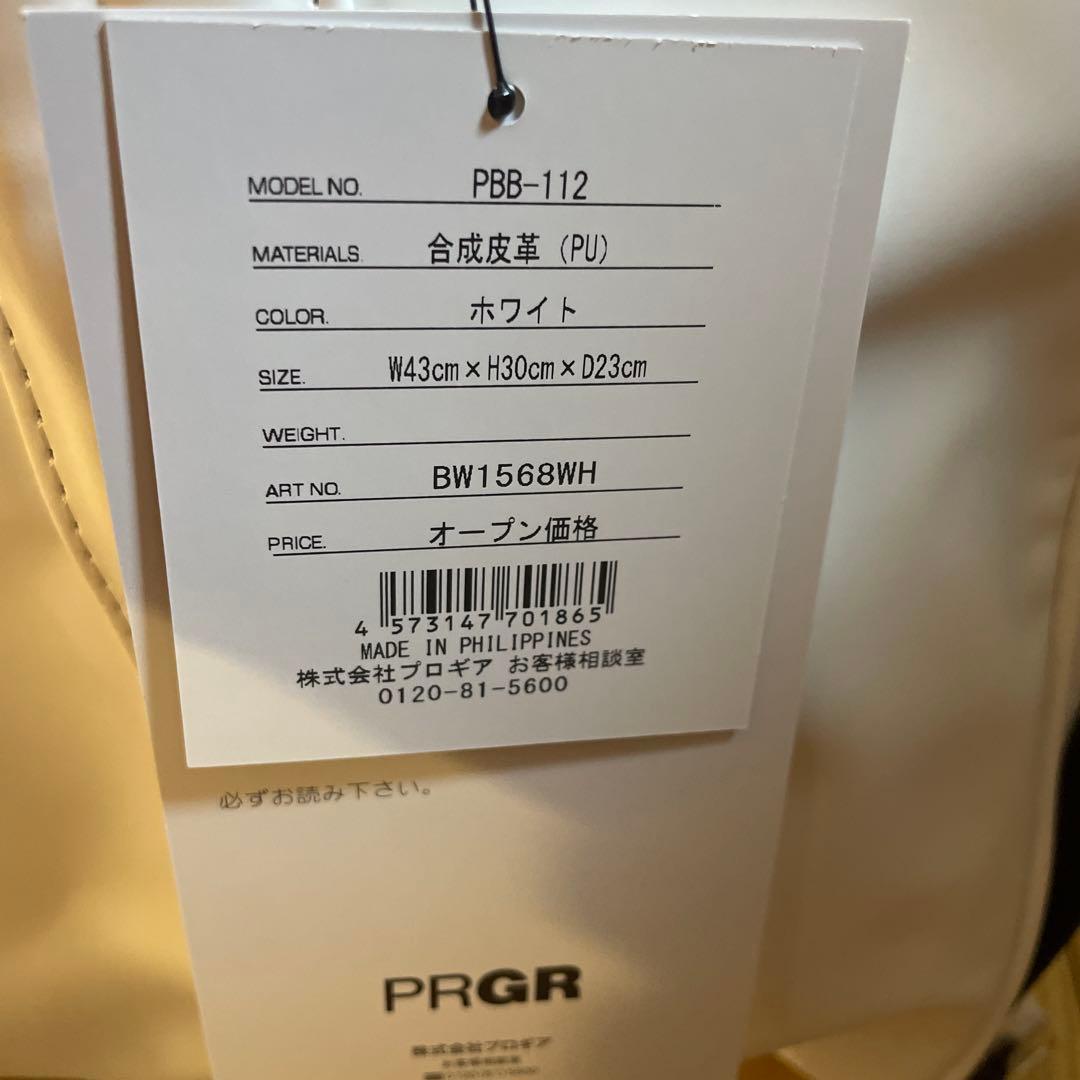 MODEL NO. PBB-112
MATERIALS. 合成皮革 (PU)
COLOR. ホワイト
SIZE. W43cm×H30cm×D23cm
WEIGHT.
ART NO. BW1568WH
PRICE. オープン価格
4 573147 701865
MADE IN PHILIPPINES
株式会社プロギア お客様相談室
0120-81-5600
必ずお読み下さい。
PRGR
株式会社プロギア